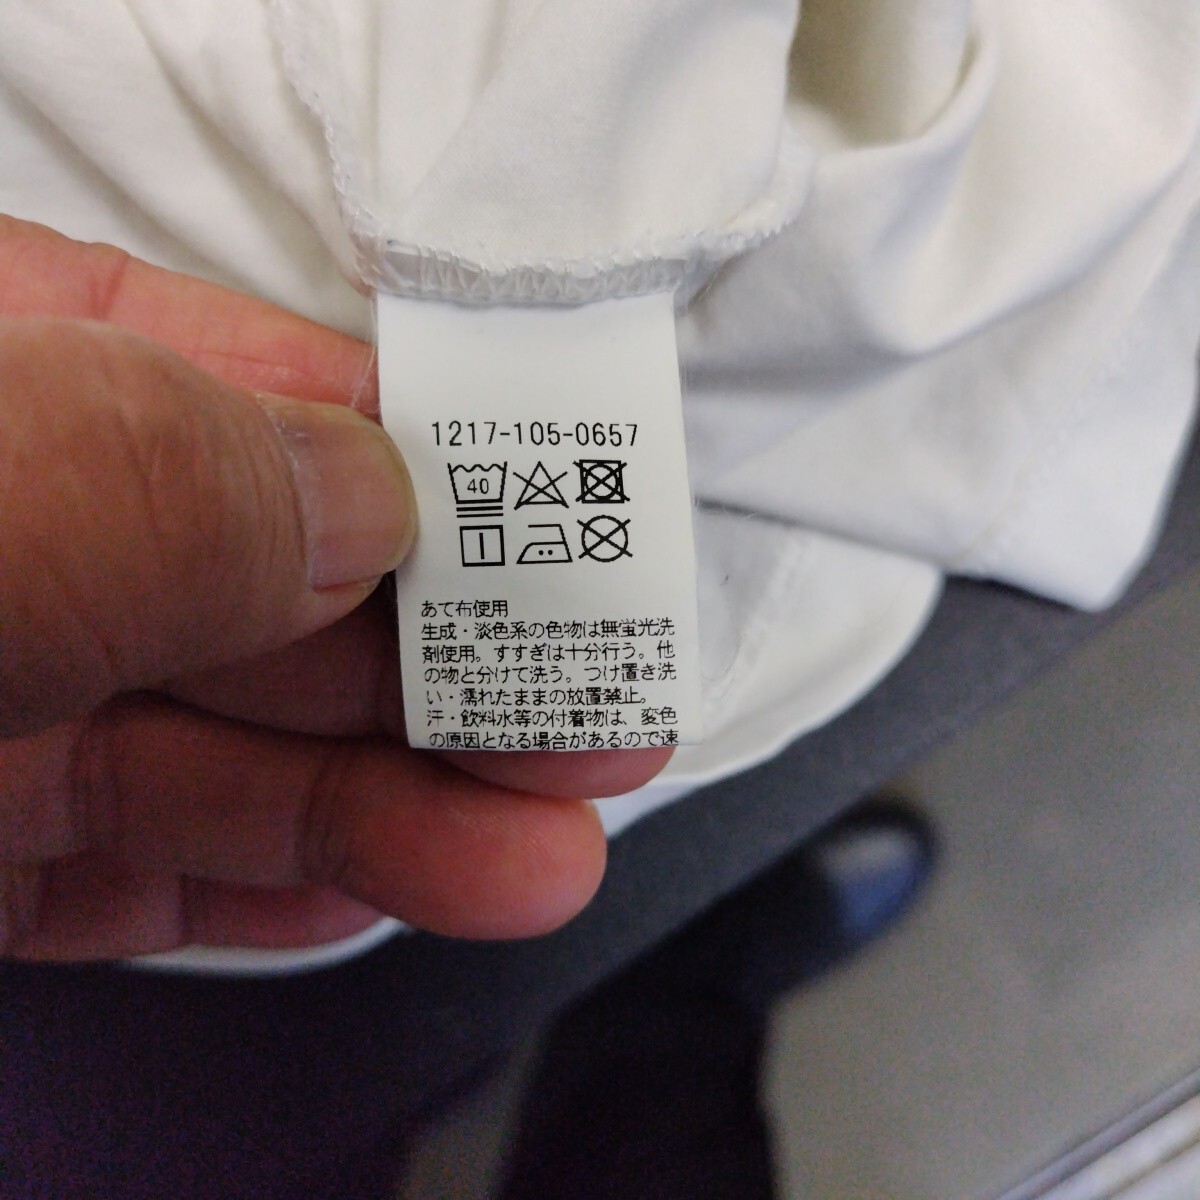 1217-105-0657
40
あて布使用
生成・淡色系の色物は無蛍光洗
剤使用。すすぎは十分行う。他
の物と分けて洗う。つけ置き洗
い・濡れたままの放置禁止。
汗・飲料水等の付着物は、変色
の原因となる場合があるので速